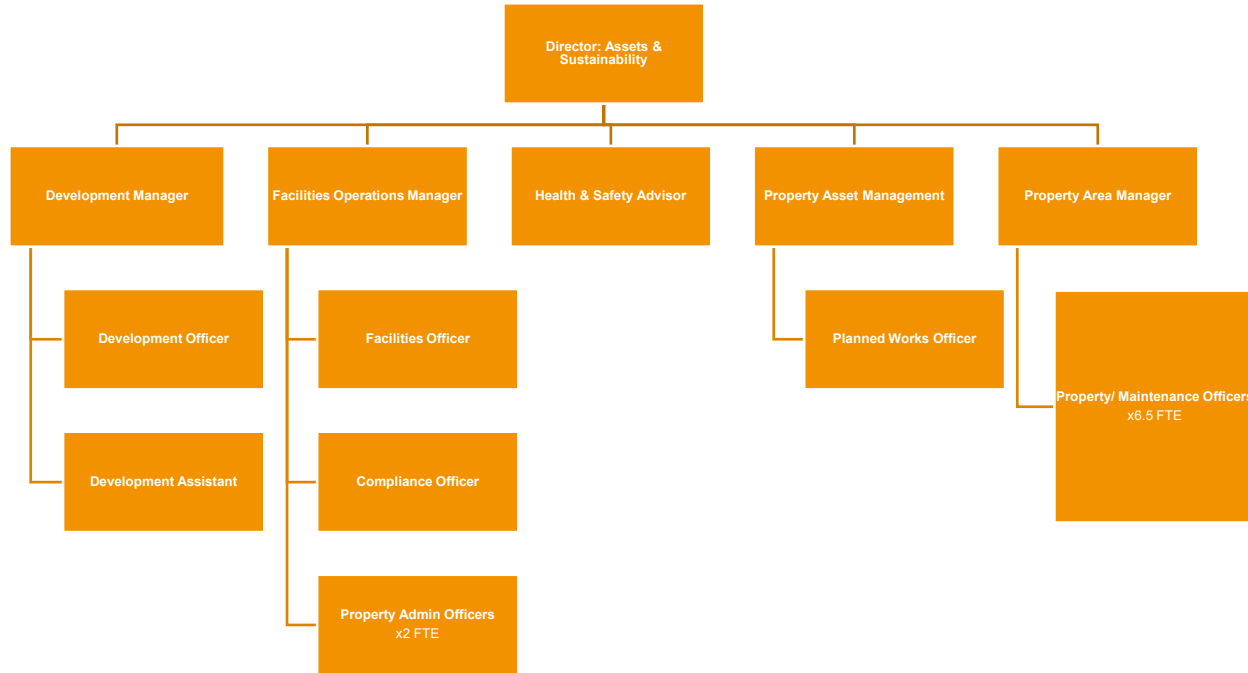 Director: Assets &
Sustainability
Development Manager
Facilities Operations Manager
Health & Safety Advisor
Property Asset Management
Property Area Manager
Development Officer
Facilities Officer
Planned Works Officer
Property/ Maintenance Officers
x6.5 FTE
Development Assistant
Compliance Officer
Property Admin Officers
x2 FTE